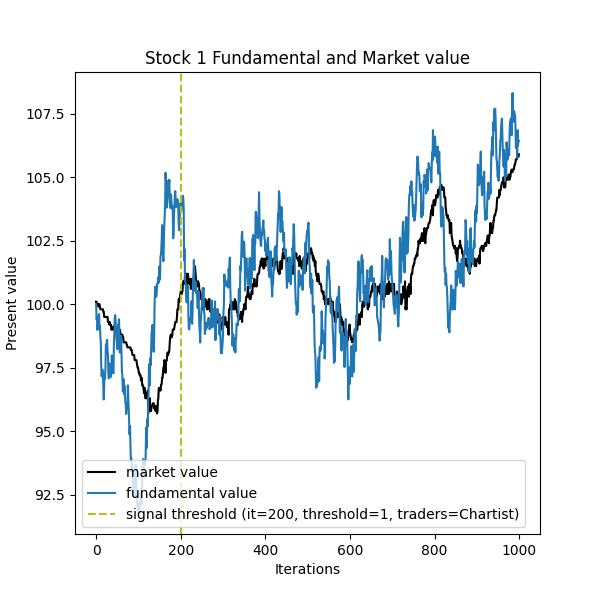 Stock 1 Fundamental and Market value
Present value
107.5
105.0
102.5
100.0
97.5
95.0
92.5
market value
fundamental value
signal threshold (it=200, threshold=1, traders=Chartist)
0
200
400
600
800
1000
Iterations